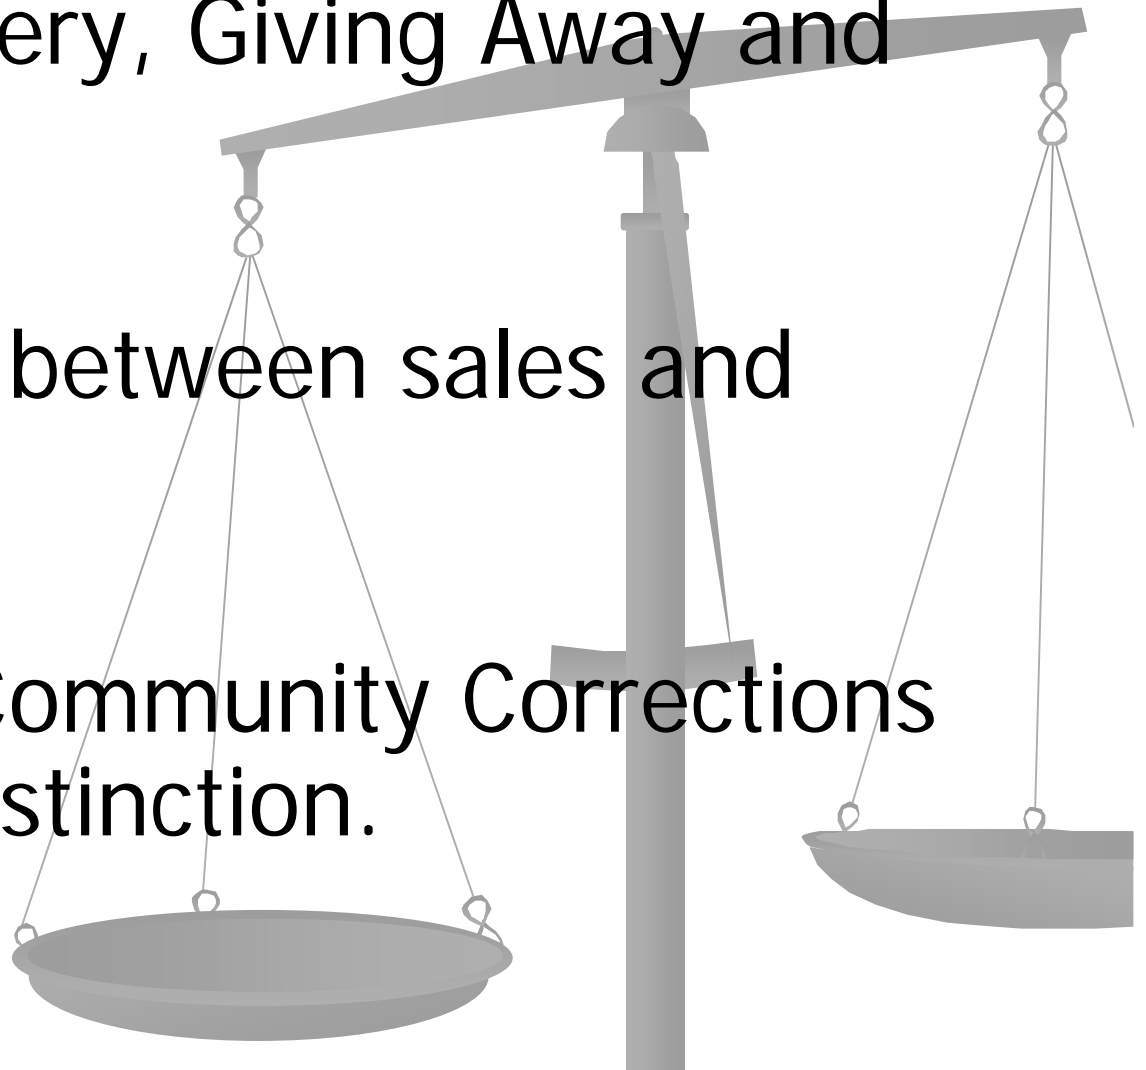 ery, Giving Away and
between sales and
Community Corrections
stinction.